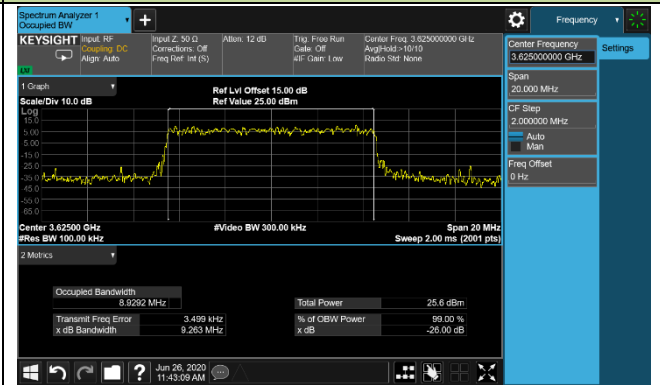 Spectrum Analyzer 1
Occupied BW
Frequency
KEYSIGHT
Input: RF
Coupling: DC
Align: Auto
Input Z: 50 Ω
Corrections: Off
Freq Ref: Int (S)
Atten: 12 dB
Trig: Free Run
Gate: Off
#IF Gain: Low
Center Freq: 3.625000000 GHz
Avg|Hold:>10/10
Radio Std: None
Center Frequency
3.625000000 GHz
Settings
Span
20.000 MHz
CF Step
2.000000 MHz
Auto
Man
Freq Offset
0 Hz
1 Graph
Scale/Div 10.0 dB
Ref Lvl Offset 15.00 dB
Ref Value 25.00 dBm
Log
15.0
5.00
-5.00
-15.0
-25.0
-35.0
-45.0
-55.0
-65.0
Center 3.62500 GHz
#Res BW 100.00 kHz
#Video BW 300.00 kHz
Span 20 MHz
Sweep 2.00 ms (2001 pts)
2 Metrics
Occupied Bandwidth
8.9292 MHz
Total Power 25.6 dBm
Transmit Freq Error 3.499 kHz
% of OBW Power 99.00 %
x dB Bandwidth 9.263 MHz
x dB -26.00 dB
Jun 26, 2020
11:43:09 AM